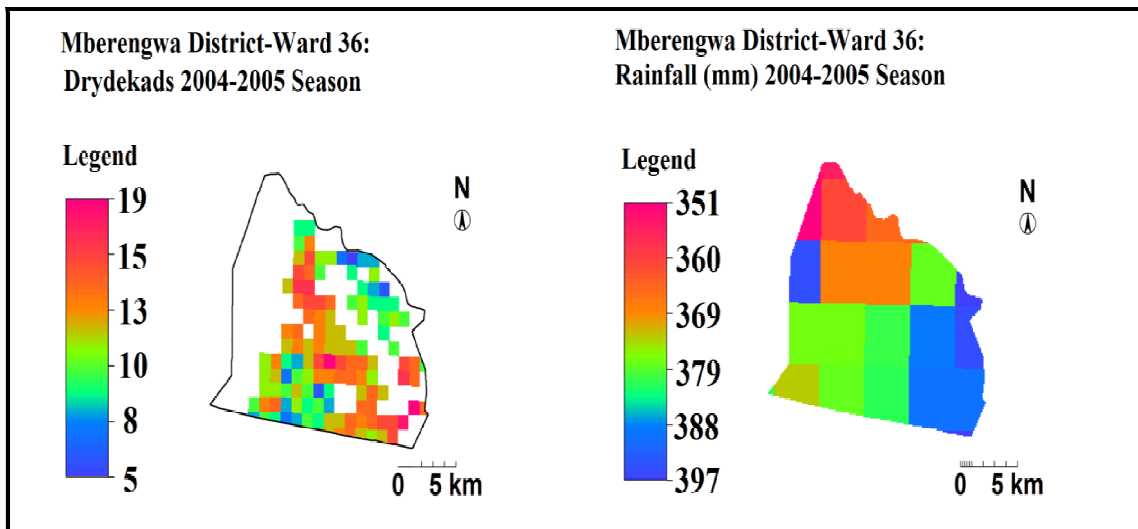 Mberengwa District-Ward 36:
Drydekads 2004-2005 Season
Legend
19
15
13
10
8
5
N
0 5 km
Mberengwa District-Ward 36:
Rainfall (mm) 2004-2005 Season
Legend
351
360
369
379
388
397
N
0 5 km